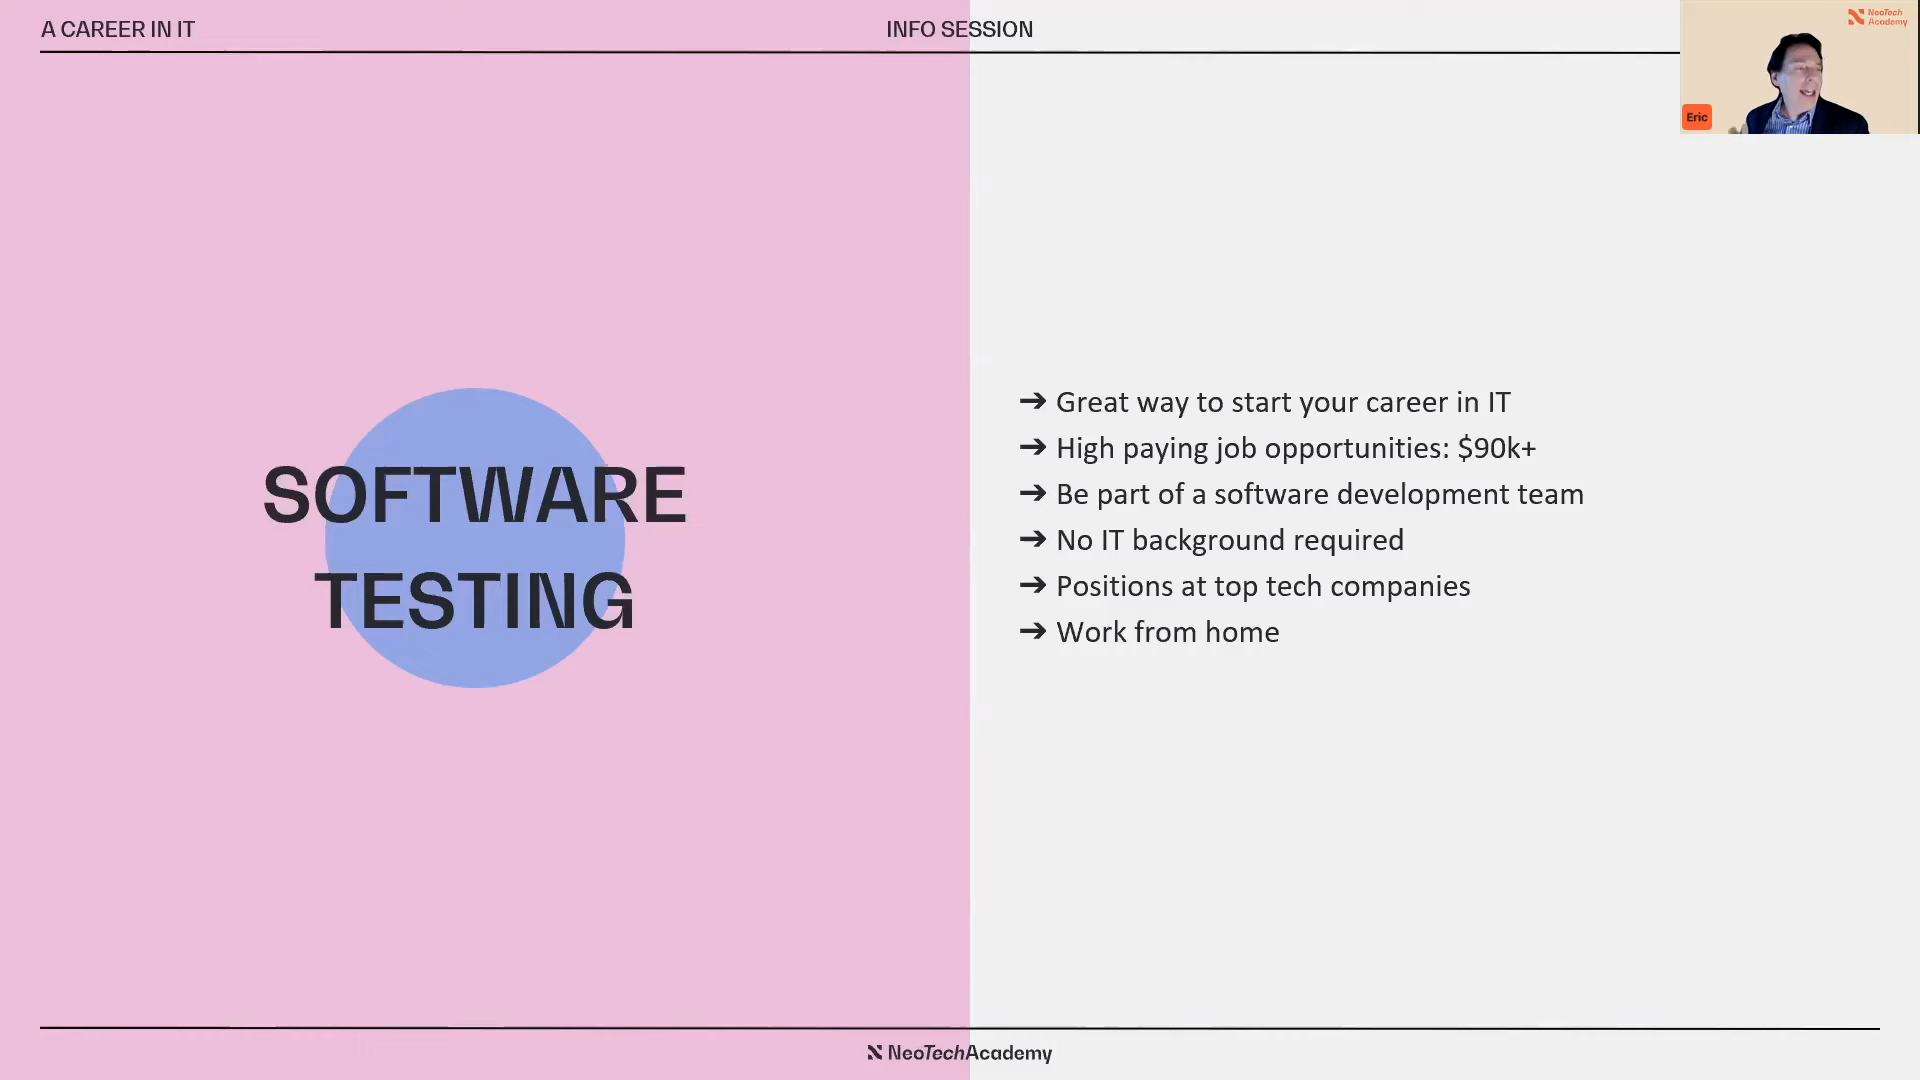 A CAREER IN IT
INFO SESSION
NeoTech
Academy
Eric
SOFTWARE
TESTING
➔ Great way to start your career in IT
➔ High paying job opportunities: $90k+
➔ Be part of a software development team
➔ No IT background required
➔ Positions at top tech companies
➔ Work from home
NeoTechAcademy